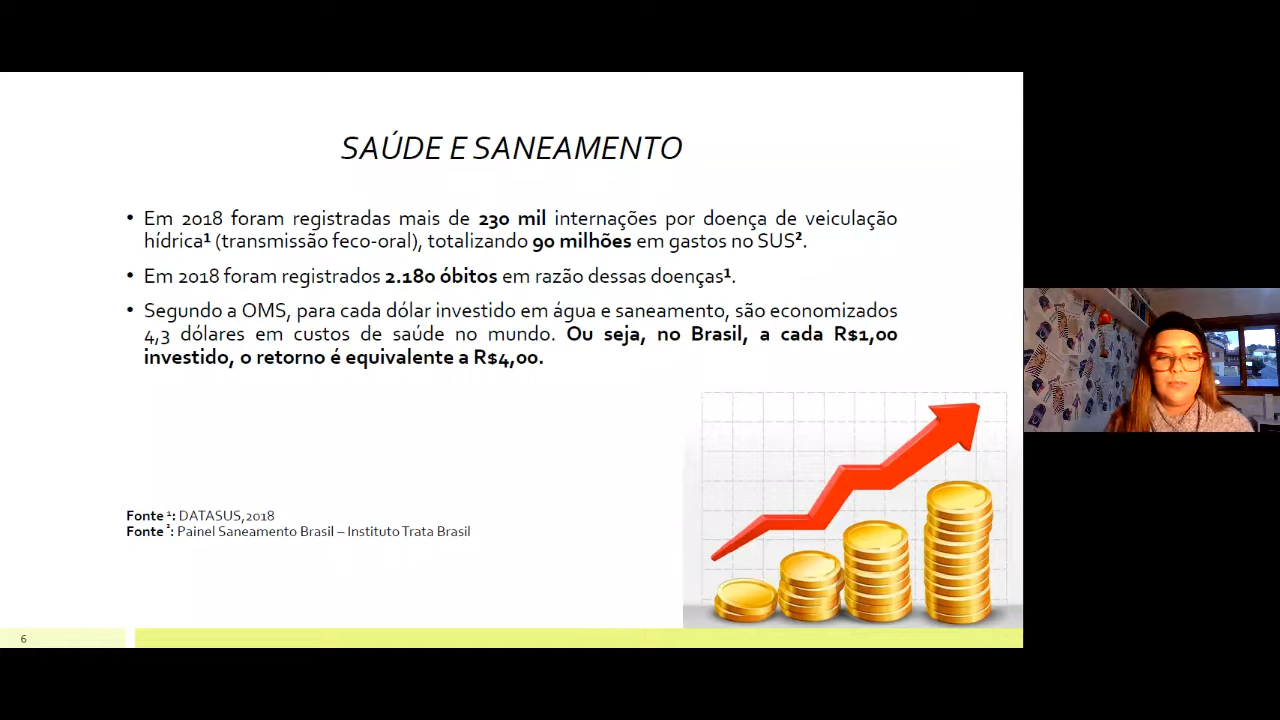 SAÚDE E SANEAMENTO
• Em 2018 foram registradas mais de 230 mil internações por doença de veiculação
hídrica¹ (transmissão feco-oral), totalizando 90 milhões em gastos no SUS².
• Em 2018 foram registrados 2.180 óbitos em razão dessas doenças¹.
• Segundo a OMS, para cada dólar investido em água e saneamento, são economizados
4,3 dólares em custos de saúde no mundo. Ou seja, no Brasil, a cada R$1,00
investido, o retorno é equivalente a R$4,00.
Fonte ¹: DATASUS,2018
Fonte ²: Painel Saneamento Brasil – Instituto Trata Brasil
6